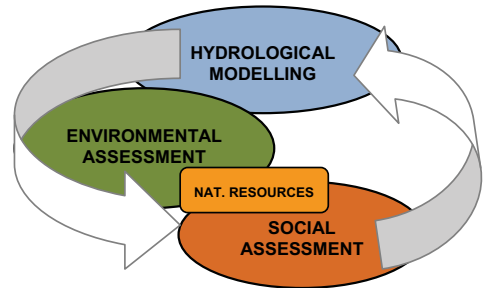 HYDROLOGICAL
MODELLING
ENVIRONMENTAL
ASSESSMENT
NAT. RESOURCES
SOCIAL
ASSESSMENT